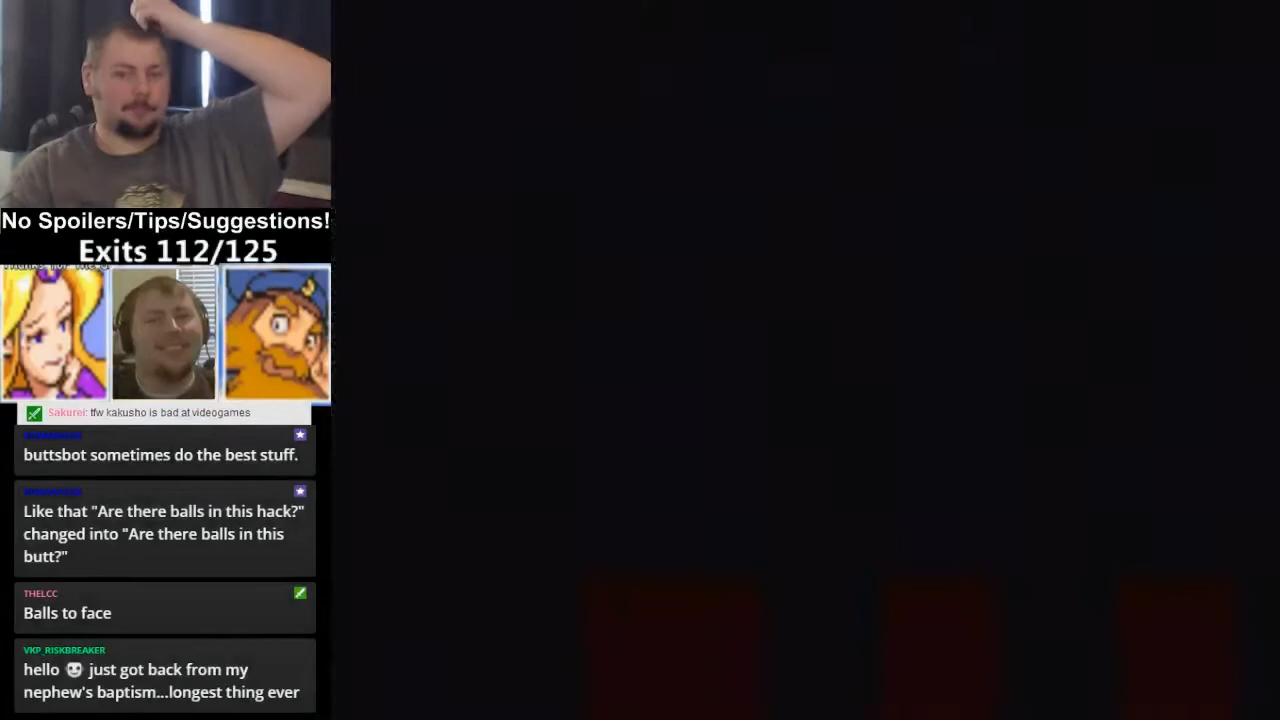 No Spoilers/Tips/Suggestions!
Exits 112/125
Sakurei: tfw kakusho is bad at videogames
buttsbot sometimes do the best stuff.
Like that "Are there balls in this hack?"
changed into "Are there balls in this
butt?"
THELCC
Balls to face
VKP_RISKBREAKER
hello just got back from my
nephew's baptism...longest thing ever